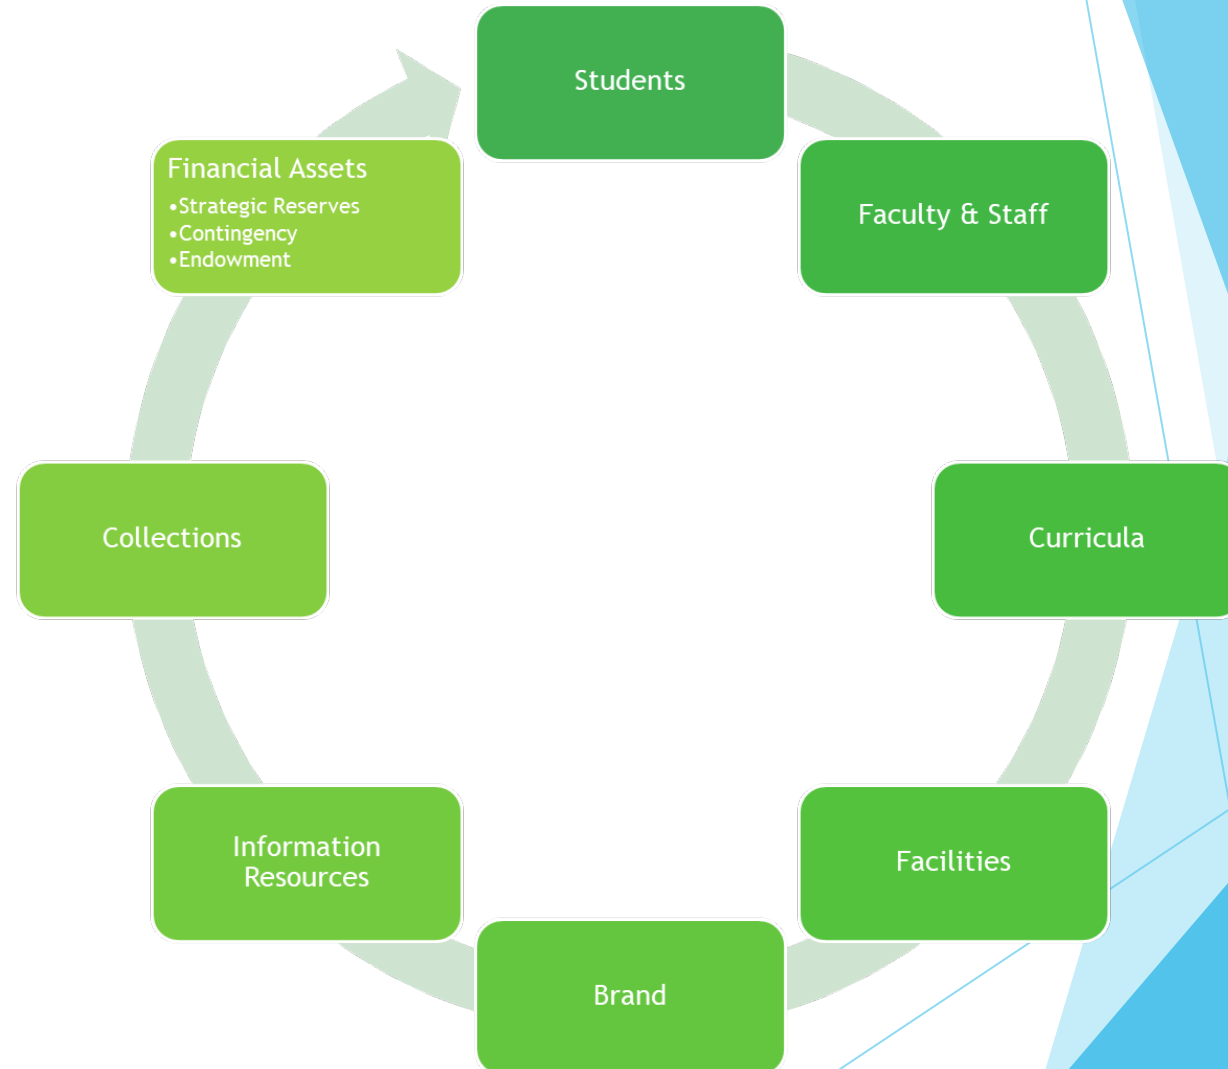 Students
Faculty & Staff
Curricula
Facilities
Brand
Information
Resources
Collections
Financial Assets
•Strategic Reserves
•Contingency
•Endowment